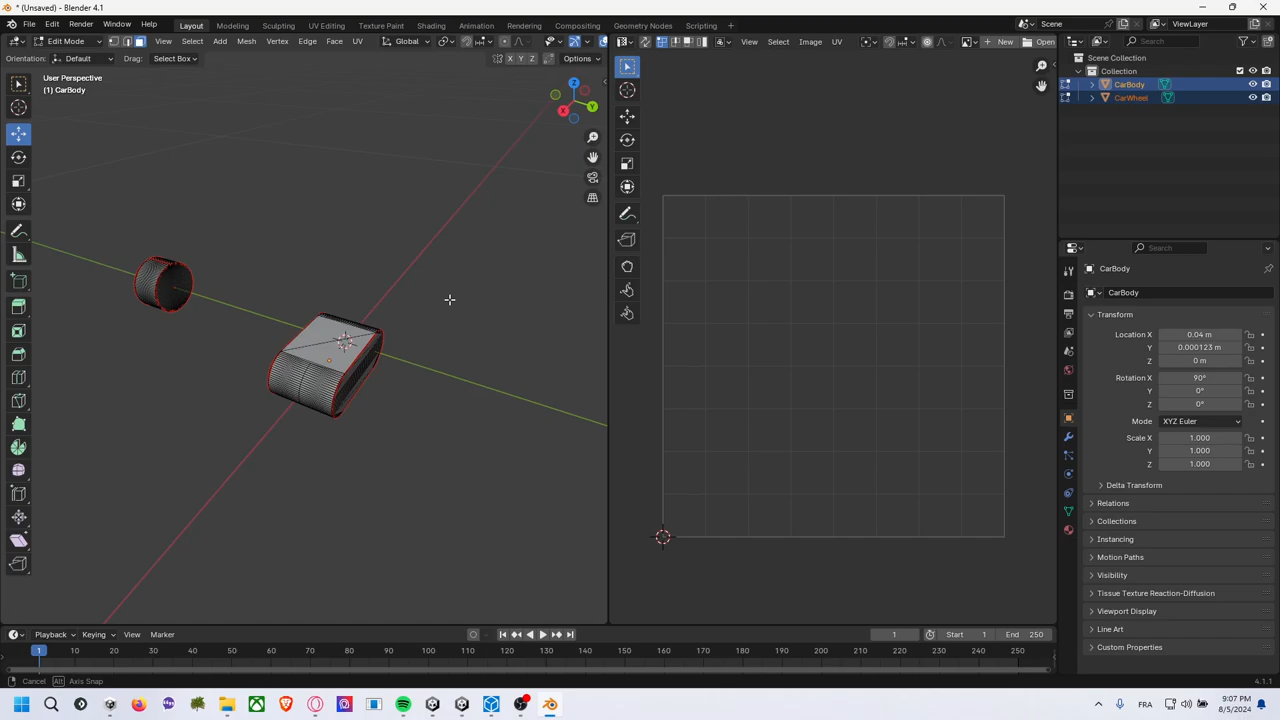 * (Unsaved) - Blender 4.1
File Edit Render Window Help Layout Modeling Sculpting UV Editing Texture Paint Shading Animation Rendering Compositing Geometry Nodes Scripting Scene ViewLayer
Edit Mode View Select Add Mesh Vertex Edge Face UV Global View Select Image UV New Open Search
Orientation: Default Drag: Select Box X Y Z Options
User Perspective
(1) CarBody
Z
Y
X
Scene Collection
Collection
CarBody
CarWheel
Search
CarBody
CarBody
Transform
Location X 0.04 m
Y 0.000123 m
Z 0 m
Rotation X 90°
Y 0°
Z 0°
Mode XYZ Euler
Scale X 1.000
Y 1.000
Z 1.000
Delta Transform
Relations
Collections
Instancing
Motion Paths
Visibility
Tissue Texture Reaction-Diffusion
Viewport Display
Line Art
Custom Properties
Playback Keying View Marker 1 Start 1 End 250
1 10 20 30 40 50 60 70 80 90 100 110 120 130 140 150 160 170 180 190 200 210 220 230 240 250
Cancel Alt Axis Snap 4.1.1
FRA 9:07 PM
8/5/2024